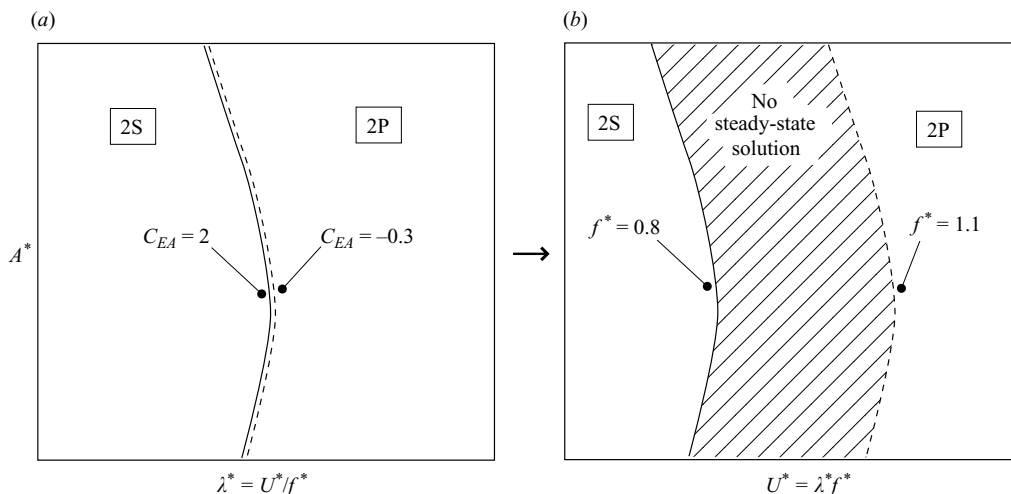 (a)
2S
2P
C_EA = 2
C_EA = –0.3
A*
λ* = U*/f*
(b)
2S
No
steady-state
solution
2P
f* = 0.8
f* = 1.1
U* = λ*f*